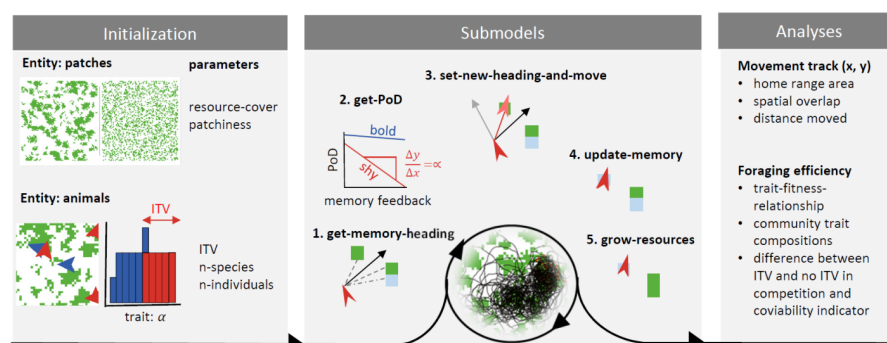 Initialization
Entity: patches
parameters
resource-cover
patchiness
Entity: animals
ITV
ITV
n-species
n-individuals
trait: α
Submodels
3. set-new-heading-and-move
2. get-PoD
bold
shy
Δy
Δx
=∝
PoD
memory feedback
4. update-memory
1. get-memory-heading
5. grow-resources
Analyses
Movement track (x, y)
• home range area
• spatial overlap
• distance moved
Foraging efficiency
• trait-fitness-
relationship
• community trait
compositions
• difference between
ITV and no ITV in
competition and
coviability indicator